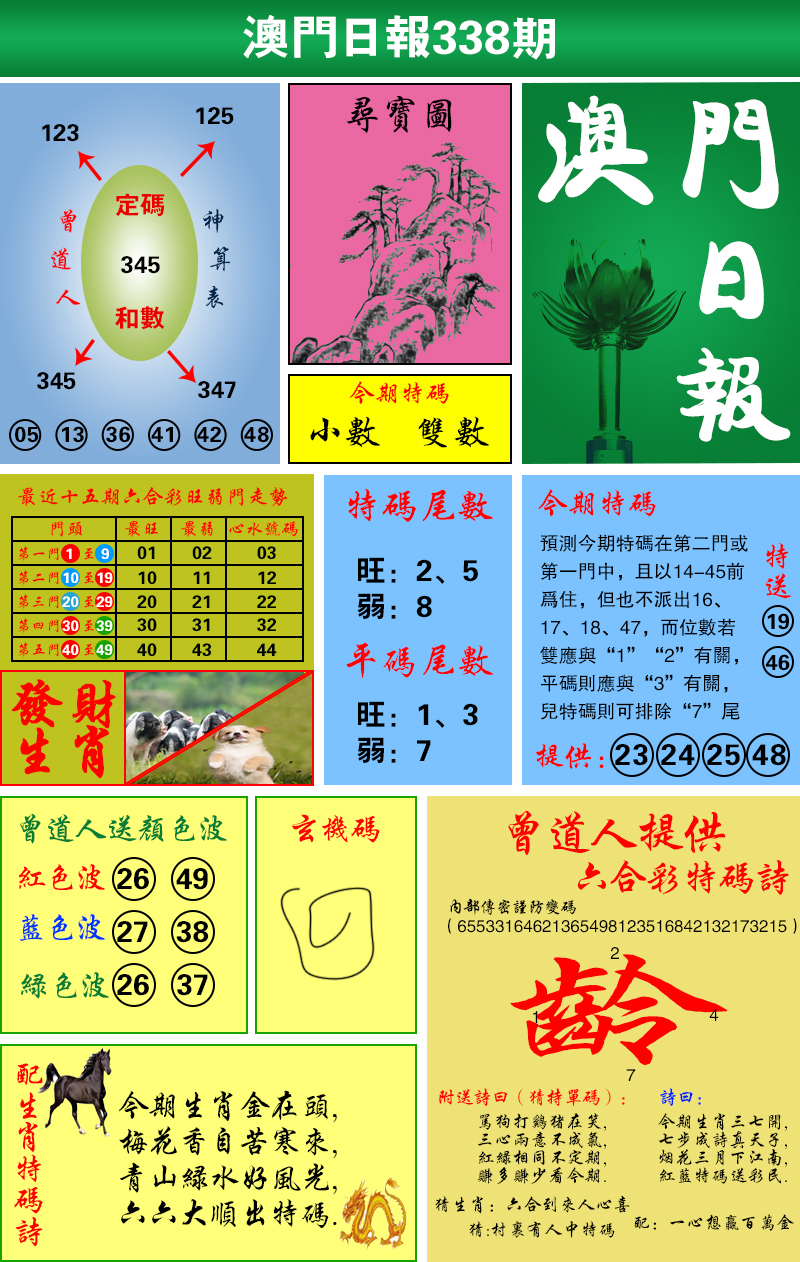 澳門日報338期
123
125
曾道人
定碼
345
和數
神算表
345
347
05 13 36 41 42 48
尋寶圖
今期特碼
小數 雙數
澳門
日
報
最近十五期六合彩旺弱門走勢
門頭 最旺 最弱 心水號碼
第一門1至9 01 02 03
第二門10至19 10 11 12
第三門20至29 20 21 22
第四門30至39 30 31 32
第五門40至49 40 43 44
發財
生肖
特碼尾數
旺：2、5
弱：8
平碼尾數
旺：1、3
弱：7
今期特碼
預測今期特碼在第二門或
第一門中，且以14-45前
爲住，但也不派出16、
17、18、47，而位數若
雙應與“1”“2”有關，
平碼則應與“3”有關，
兒特碼則可排除“7”尾
特送
19
46
提供：23 24 25 48
曾道人送顏色波
紅色波 26 49
藍色波 27 38
綠色波 26 37
玄機碼
曾道人提供
六合彩特碼詩
內部傳密謹防變碼
（65533164621365498123516842132173215）
2
齡
1
4
7
附送詩曰（猜特單碼）：
罵狗打鷄猪在笑，
三心兩意不成氣，
紅綠相同不定期，
賺多賺少看今期.
詩曰：
今期生肖三七開，
七步成詩真天子，
烟花三月下江南，
紅藍特碼送彩民.
猜生肖：六合到來人心喜
猜:村裏有人中特碼
配：一心想贏百萬金
配生肖特碼詩
今期生肖金在頭，
梅花香自苦寒來，
青山綠水好風光，
六六大順出特碼.